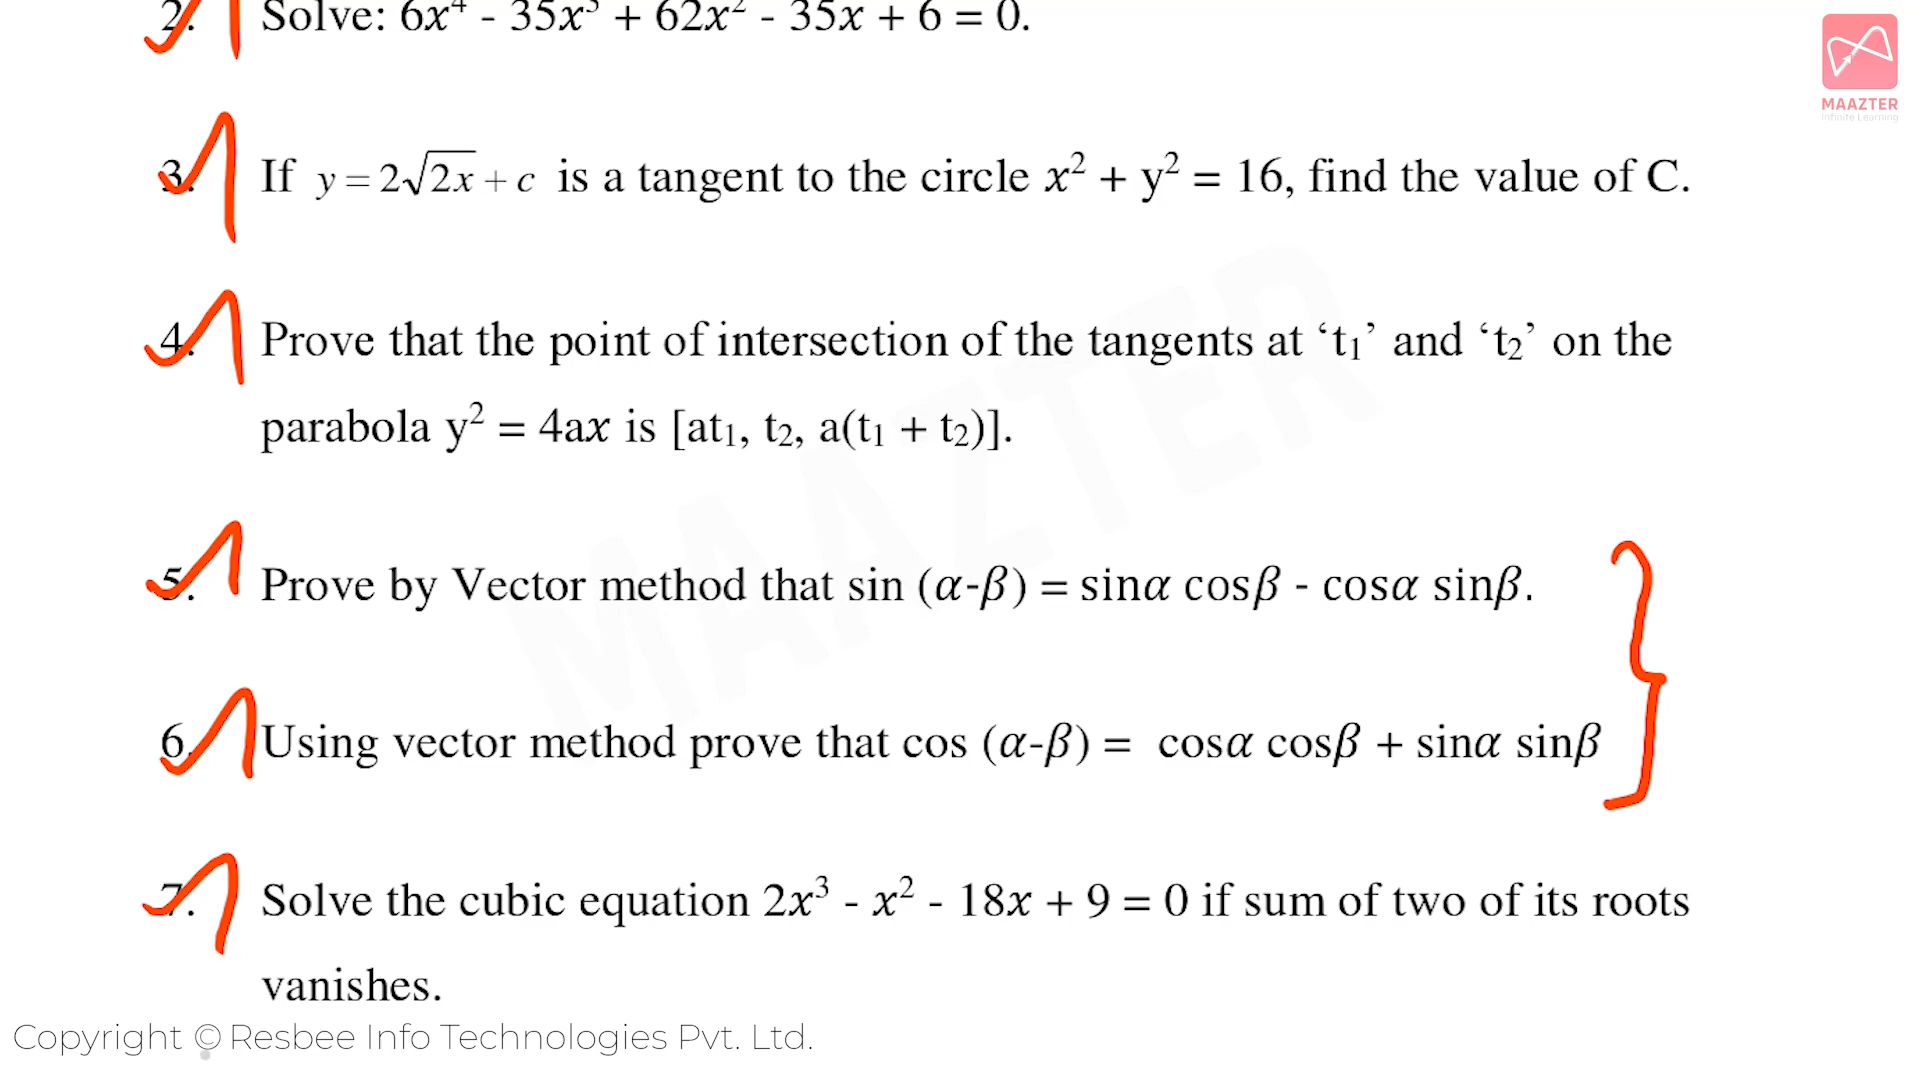 2. Solve: 6x⁴ - 35x³ + 62x² - 35x + 6 = 0.
MAAZTER
Infinite Learning
3. If y = 2√2x + c is a tangent to the circle x² + y² = 16, find the value of C.
4. Prove that the point of intersection of the tangents at ‘t₁’ and ‘t₂’ on the
parabola y² = 4ax is [at₁, t₂, a(t₁ + t₂)].
MAAZTER
5. Prove by Vector method that sin (α-β) = sinα cosβ - cosα sinβ.
6. Using vector method prove that cos (α-β) = cosα cosβ + sinα sinβ
7. Solve the cubic equation 2x³ - x² - 18x + 9 = 0 if sum of two of its roots
vanishes.
Copyright © Resbee Info Technologies Pvt. Ltd.